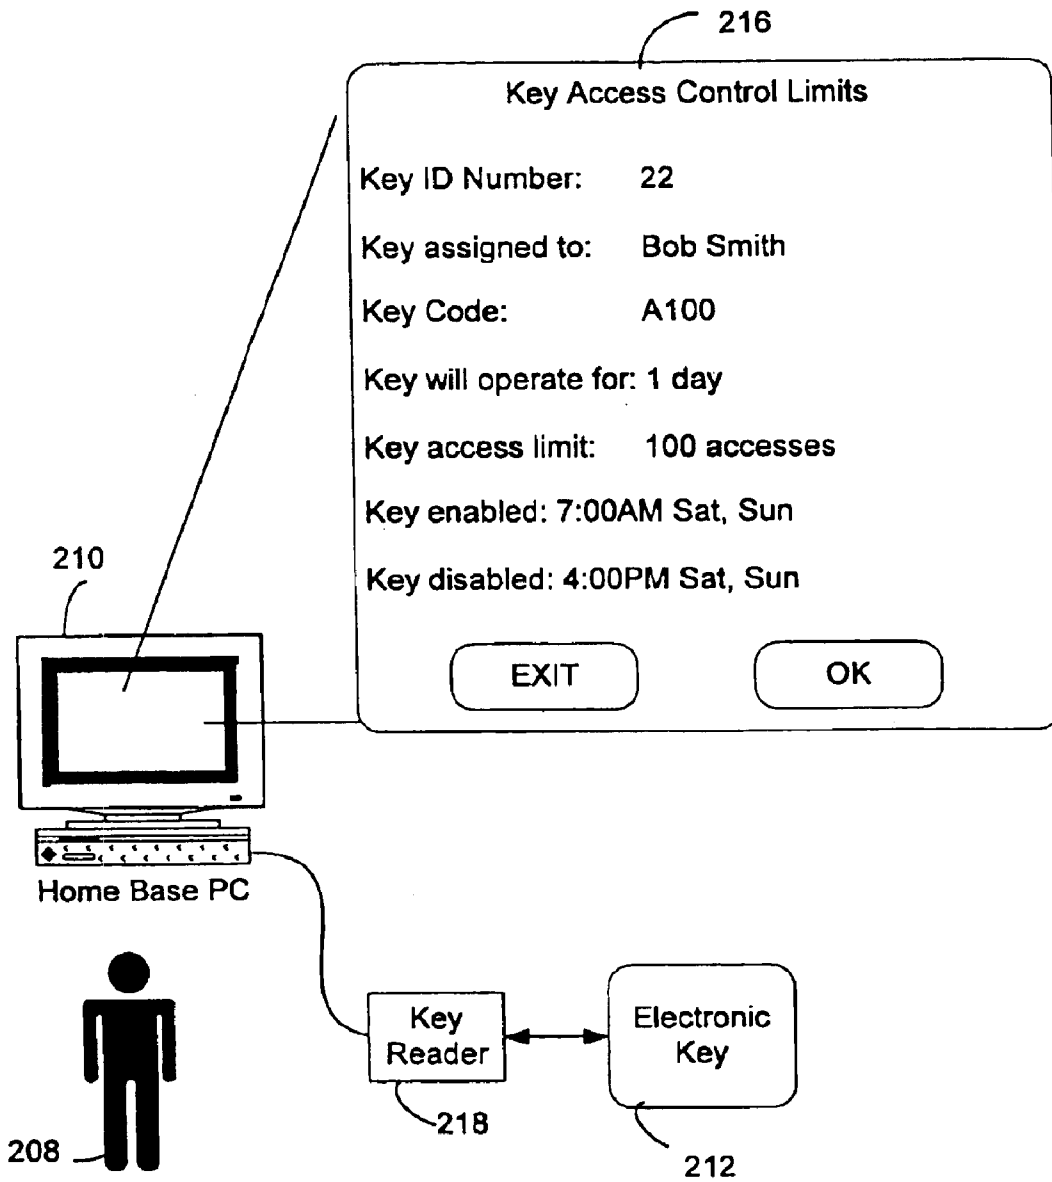 216
Key Access Control Limits
Key ID Number: 22
Key assigned to: Bob Smith
Key Code: A100
Key will operate for: 1 day
Key access limit: 100 accesses
Key enabled: 7:00AM Sat, Sun
Key disabled: 4:00PM Sat, Sun
EXIT
OK
210
Home Base PC
Key
Reader
Electronic
Key
218
212
208